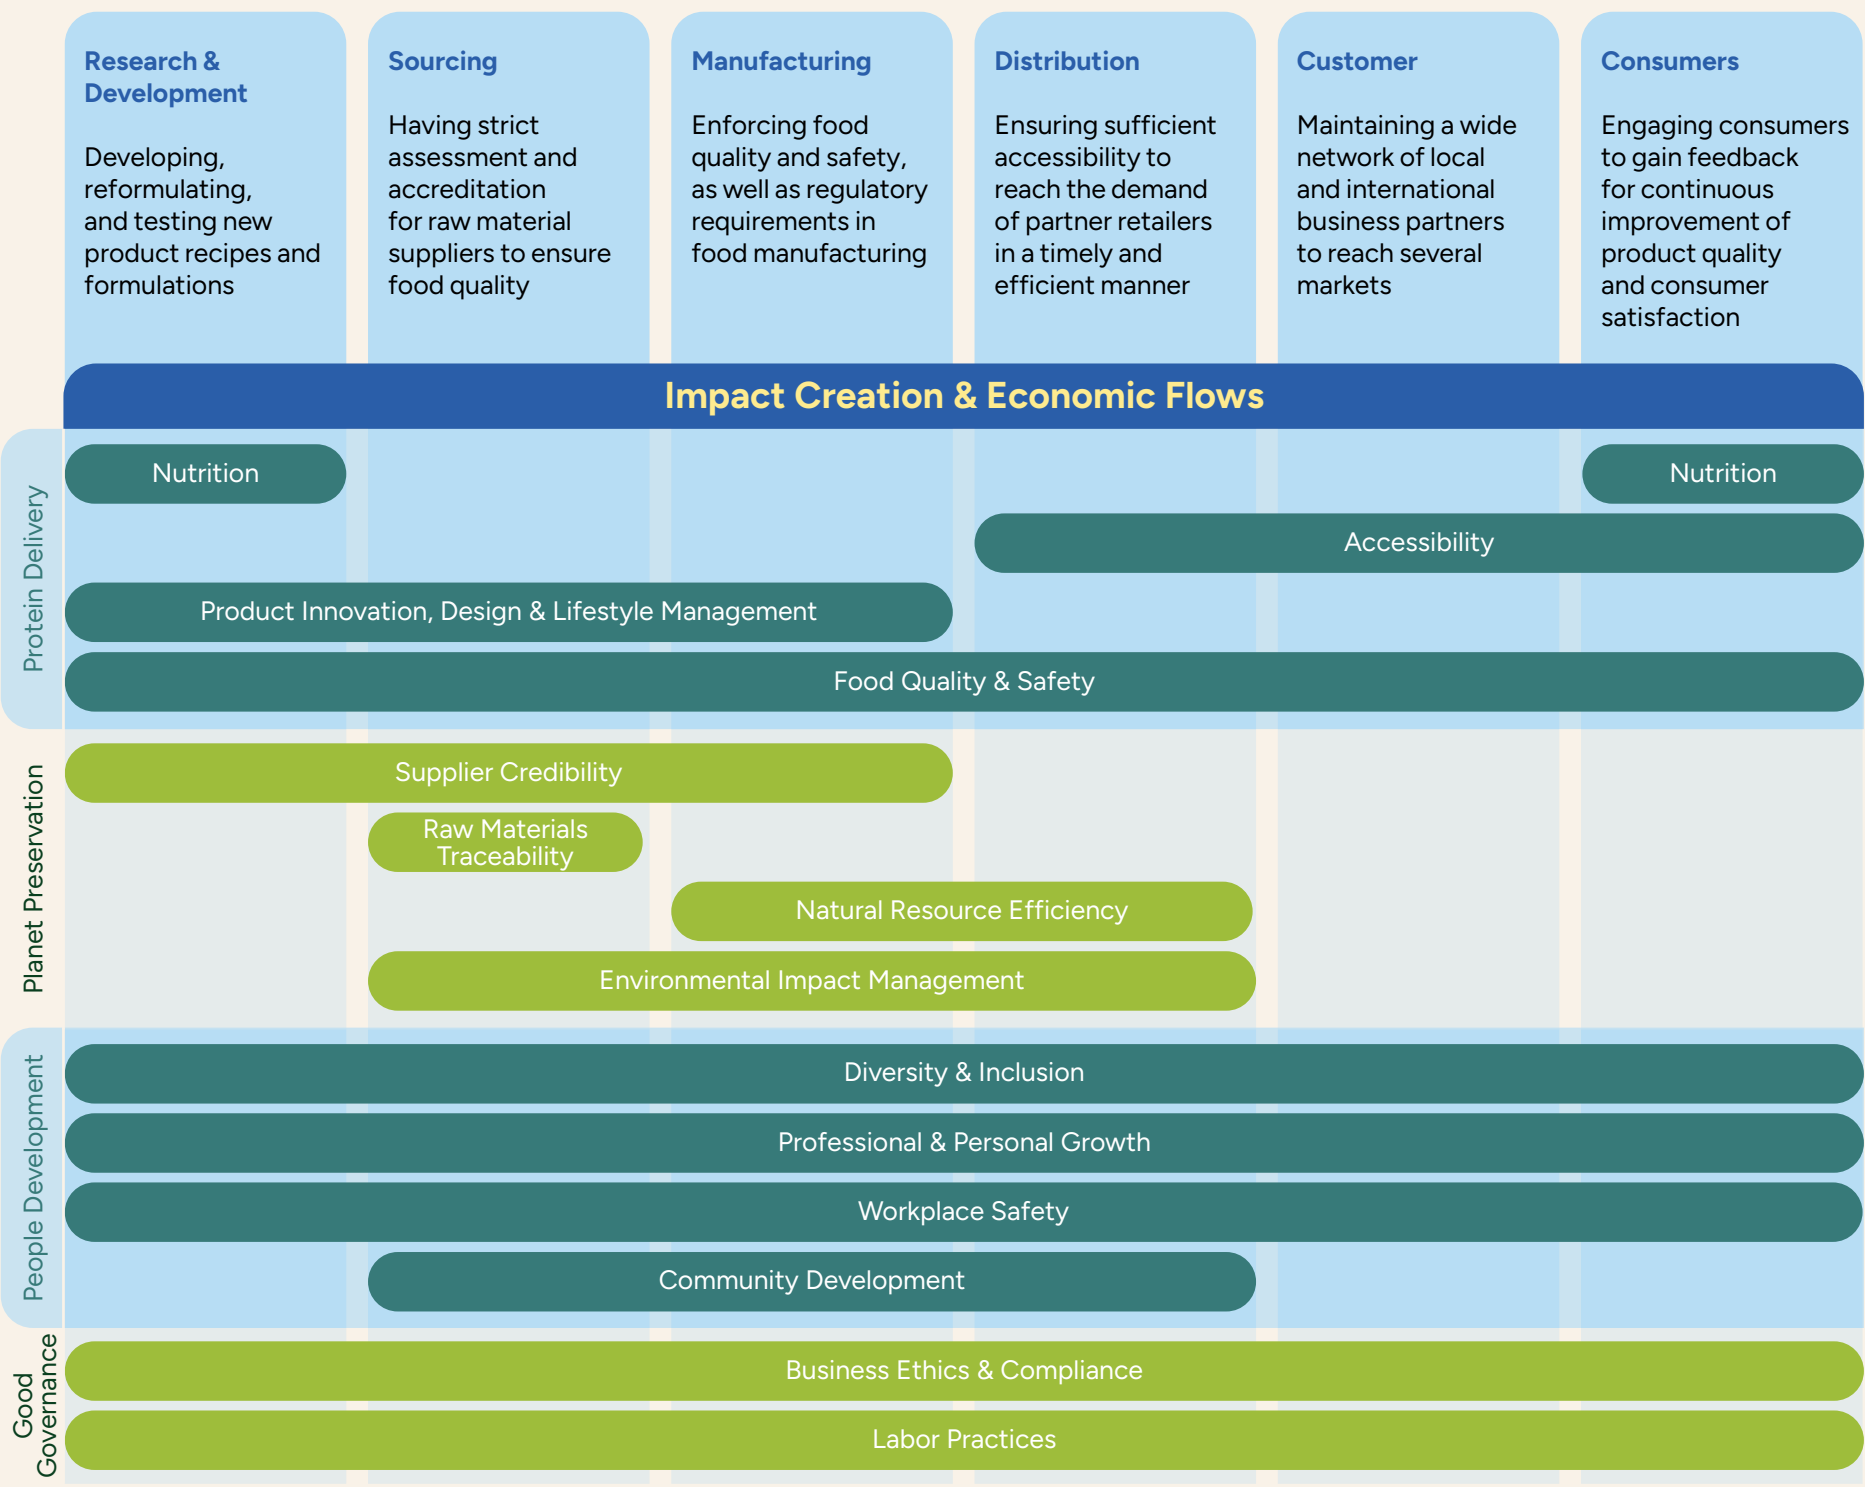 Research &
Development
Developing,
reformulating,
and testing new
product recipes and
formulations
Sourcing
Having strict
assessment and
accreditation
for raw material
suppliers to ensure
food quality
Manufacturing
Enforcing food
quality and safety,
as well as regulatory
requirements in
food manufacturing
Distribution
Ensuring sufficient
accessibility to
reach the demand
of partner retailers
in a timely and
efficient manner
Customer
Maintaining a wide
network of local
and international
business partners
to reach several
markets
Consumers
Engaging consumers
to gain feedback
for continuous
improvement of
product quality
and consumer
satisfaction
Impact Creation & Economic Flows
Protein Delivery
Nutrition
Nutrition
Accessibility
Product Innovation, Design & Lifestyle Management
Food Quality & Safety
Planet Preservation
Supplier Credibility
Raw Materials
Traceability
Natural Resource Efficiency
Environmental Impact Management
People Development
Diversity & Inclusion
Professional & Personal Growth
Workplace Safety
Community Development
Good
Governance
Business Ethics & Compliance
Labor Practices